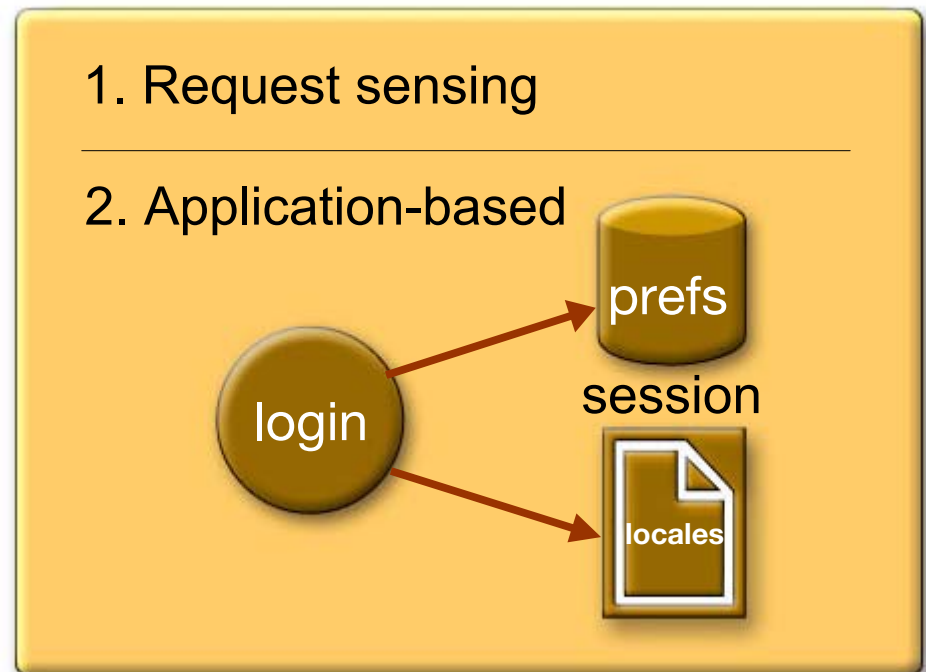 1. Request sensing
2. Application-based
prefs
login
session
locales